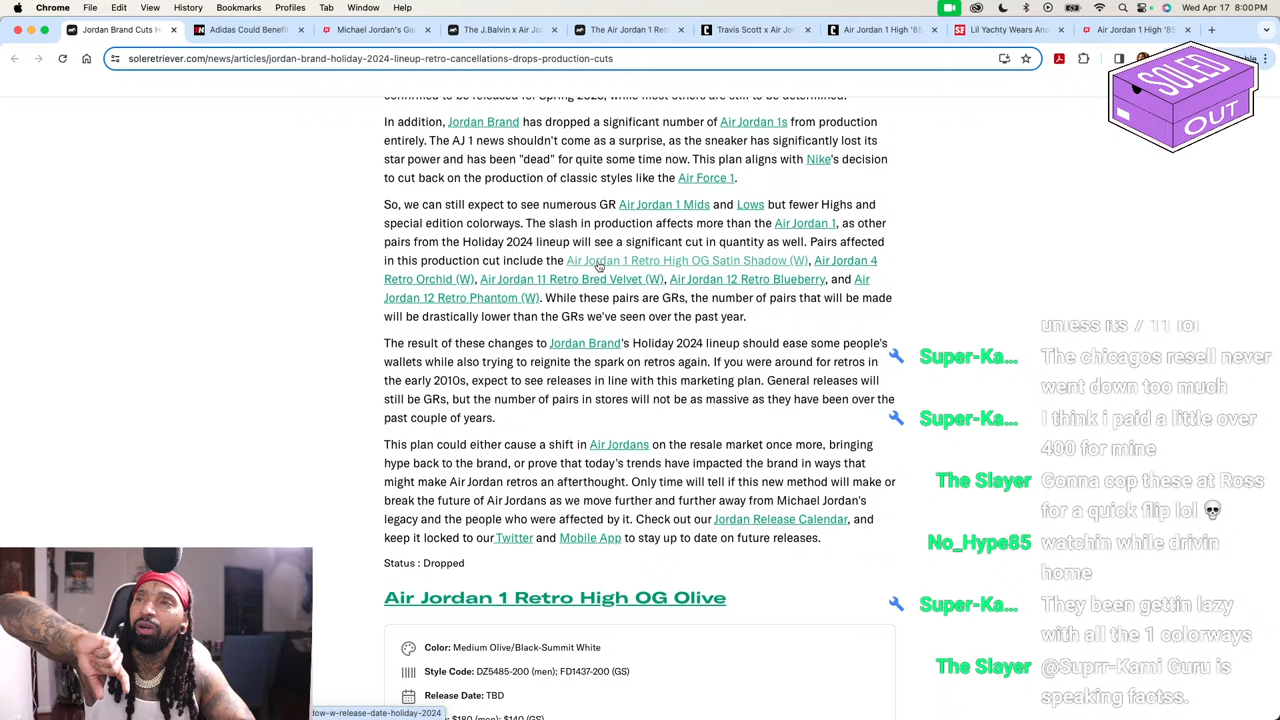 Chrome File Edit View History Bookmarks Profiles Tab Window Help
Wed Apr 17 8:00 PM
Jordan Brand Cuts H
Adidas Could Benefi
Michael Jordan's Ga
The J.Balvin x Air Jo
The Air Jordan 1 Retr
Travis Scott x Air Jor
Air Jordan 1 High '85
Lil Yachty Wears An
Air Jordan 1 High '85
soleretriever.com/news/articles/jordan-brand-holiday-2024-lineup-retro-cancellations-drops-production-cuts
SOLED
OUT
In addition, Jordan Brand has dropped a significant number of Air Jordan 1s from production
entirely. The AJ 1 news shouldn't come as a surprise, as the sneaker has significantly lost its
star power and has been "dead" for quite some time now. This plan aligns with Nike's decision
to cut back on the production of classic styles like the Air Force 1.
So, we can still expect to see numerous GR Air Jordan 1 Mids and Lows but fewer Highs and
special edition colorways. The slash in production affects more than the Air Jordan 1, as other
pairs from the Holiday 2024 lineup will see a significant cut in quantity as well. Pairs affected
in this production cut include the Air Jordan 1 Retro High OG Satin Shadow (W), Air Jordan 4
Retro Orchid (W), Air Jordan 11 Retro Bred Velvet (W), Air Jordan 12 Retro Blueberry, and Air
Jordan 12 Retro Phantom (W). While these pairs are GRs, the number of pairs that will be made
will be drastically lower than the GRs we've seen over the past year.
The result of these changes to Jordan Brand's Holiday 2024 lineup should ease some people's
wallets while also trying to reignite the spark on retros again. If you were around for retros in
the early 2010s, expect to see releases in line with this marketing plan. General releases will
still be GRs, but the number of pairs in stores will not be as massive as they have been over the
past couple of years.
This plan could either cause a shift in Air Jordans on the resale market once more, bringing
hype back to the brand, or prove that today's trends have impacted the brand in ways that
might make Air Jordan retros an afterthought. Only time will tell if this new method will make or
break the future of Air Jordans as we move further and further away from Michael Jordan's
legacy and the people who were affected by it. Check out our Jordan Release Calendar, and
keep it locked to our Twitter and Mobile App to stay up to date on future releases.
Status : Dropped
Air Jordan 1 Retro High OG Olive
Color: Medium Olive/Black-Summit White
Style Code: DZ5485-200 (men); FD1437-200 (GS)
Release Date: TBD
$180 (men); $140 (GS)
dow-w-release-date-holiday-2024
unless its 7 11 lol
Super-Ka... The chicagos resell never
went down too much
Super-Ka... I think i paid a little over
400 for mine
The Slayer Gonna cop these at Ross
for a quick flip lol 💀
No_Hype85 watchin while drivin
home
Super-Ka... They been gettin lazy
with all the 1 colorways
The Slayer @Suprr-Kami Guru is
speaking factss.